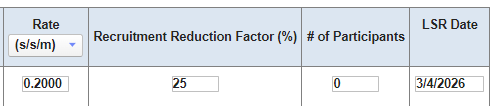 Rate
(s/s/m)
Recruitment Reduction Factor (%)
# of Participants
LSR Date
0.2000
25
0
3/4/2026